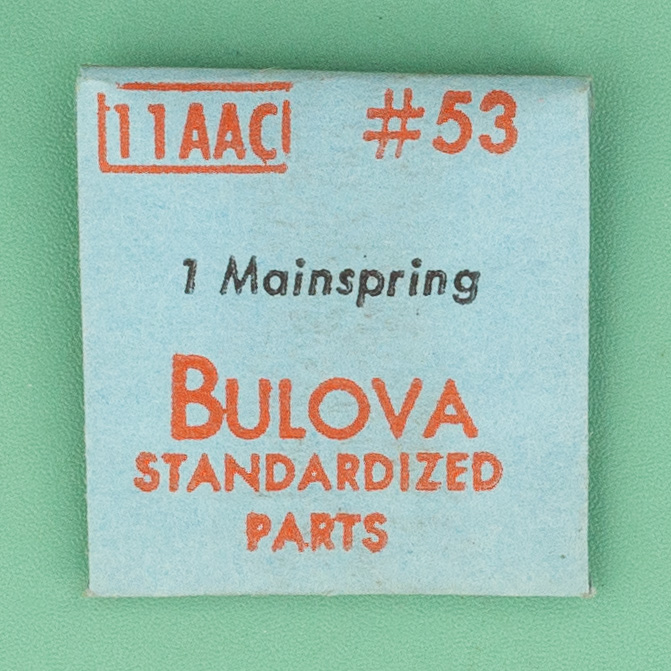 11AAC #53
1 Mainspring
BULOVA
STANDARDIZED
PARTS